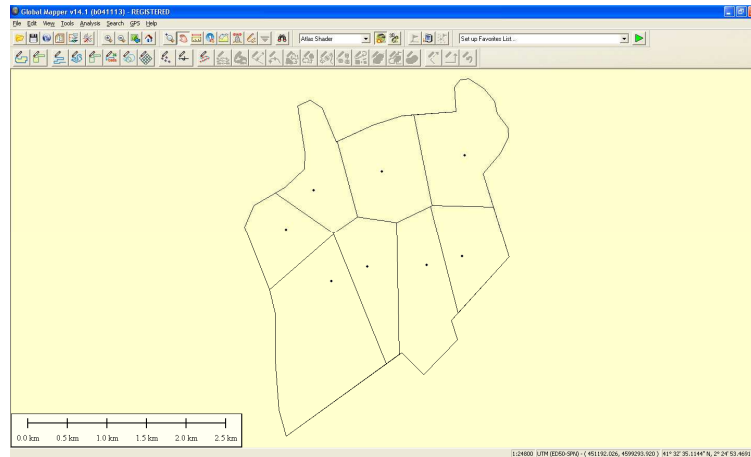 Global Mapper v14.1 (b041113) - REGISTERED
File Edit View Tools Analysis Search GPS Help
Atlas Shader
Set up Favorites List...
0.0 km 0.5 km 1.0 km 1.5 km 2.0 km 2.5 km
1:24800 UTM (ED50-SPN) - ( 451192.026, 4599293.920 ) 41° 32' 35.1144" N, 2° 24' 53.4691